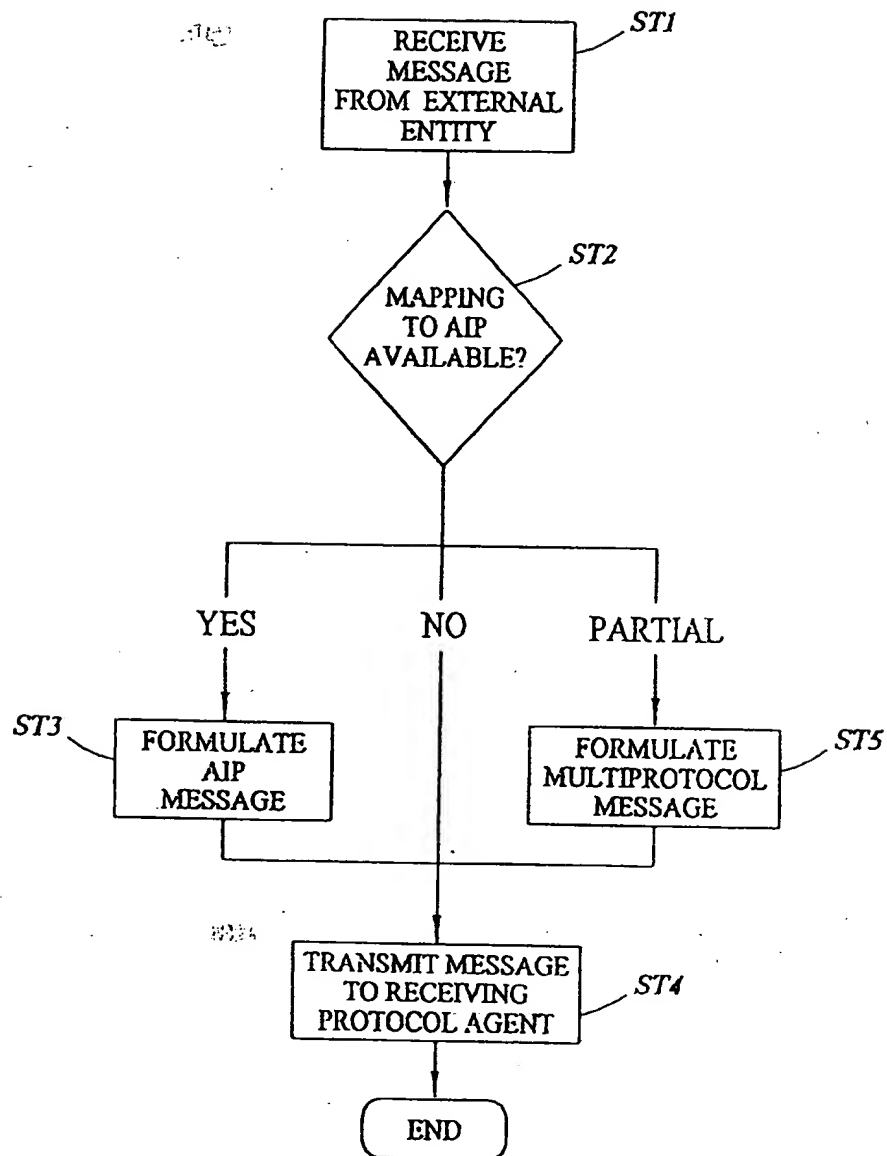 ST1
RECEIVE
MESSAGE
FROM EXTERNAL
ENTITY
ST2
MAPPING
TO AIP
AVAILABLE?
YES
NO
PARTIAL
ST3
FORMULATE
AIP
MESSAGE
FORMULATE
MULTIPROTOCOL
MESSAGE
ST5
TRANSMIT MESSAGE
TO RECEIVING
PROTOCOL AGENT
ST4
END